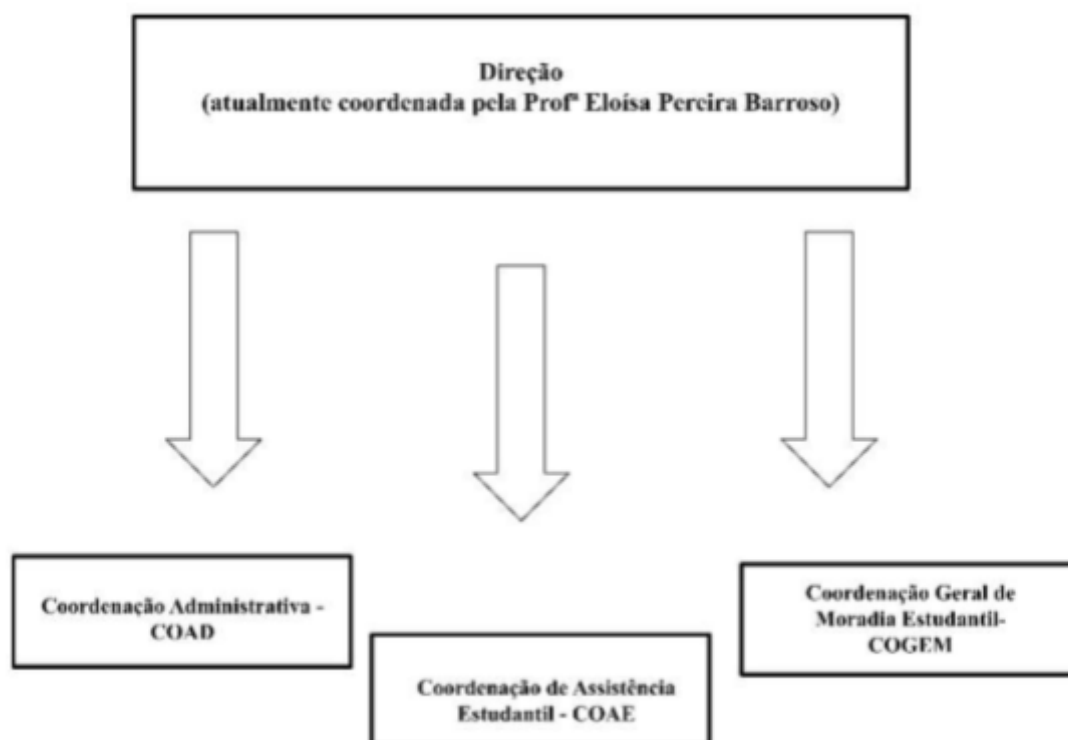 Direção
(atualmente coordenada pela Profª Eloísa Pereira Barroso)
Coordenação Administrativa -
COAD
Coordenação de Assistência
Estudantil - COAE
Coordenação Geral de
Moradia Estudantil-
COGEM